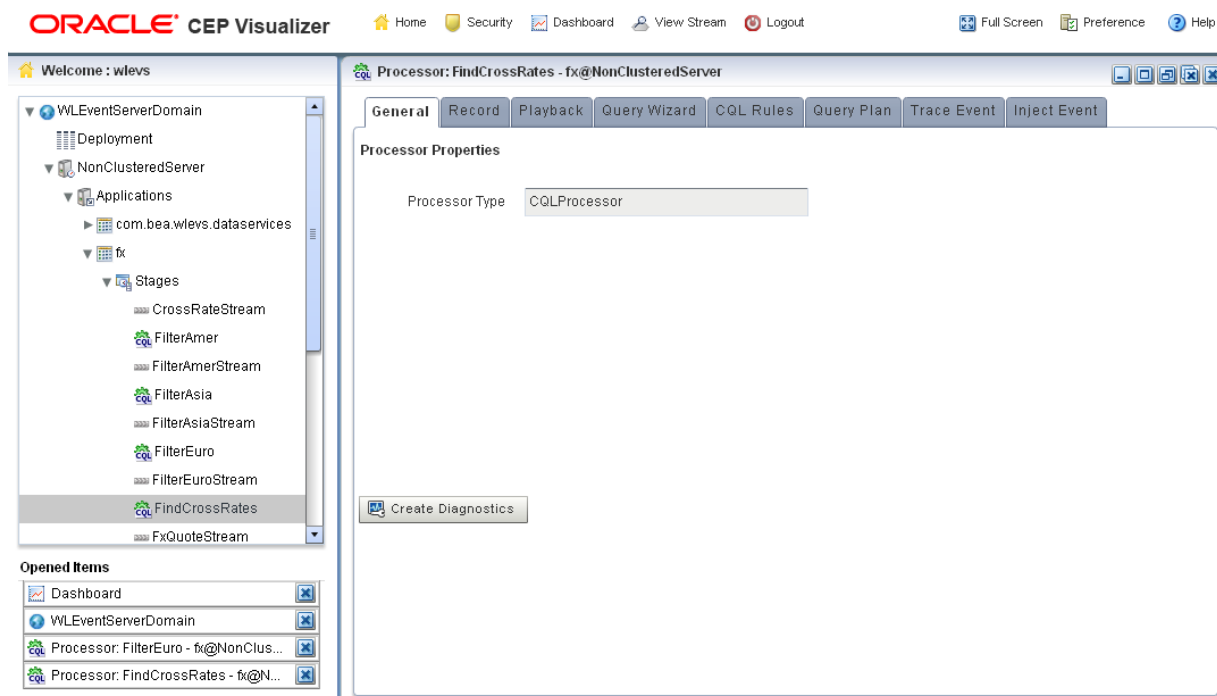 ORACLE CEP Visualizer
Home Security Dashboard View Stream Logout Full Screen Preference Help
Welcome : wlevs
WLEventServerDomain
Deployment
NonClusteredServer
Applications
com.bea.wlevs.dataservices
fx
Stages
CrossRateStream
FilterAmer
FilterAmerStream
FilterAsia
FilterAsiaStream
FilterEuro
FilterEuroStream
FindCrossRates
FxQuoteStream
Opened Items
Dashboard
WLEventServerDomain
Processor: FilterEuro - fx@NonClus...
Processor: FindCrossRates - fx@N...
Processor: FindCrossRates - fx@NonClusteredServer
General Record Playback Query Wizard CQL Rules Query Plan Trace Event Inject Event
Processor Properties
Processor Type CQLProcessor
Create Diagnostics